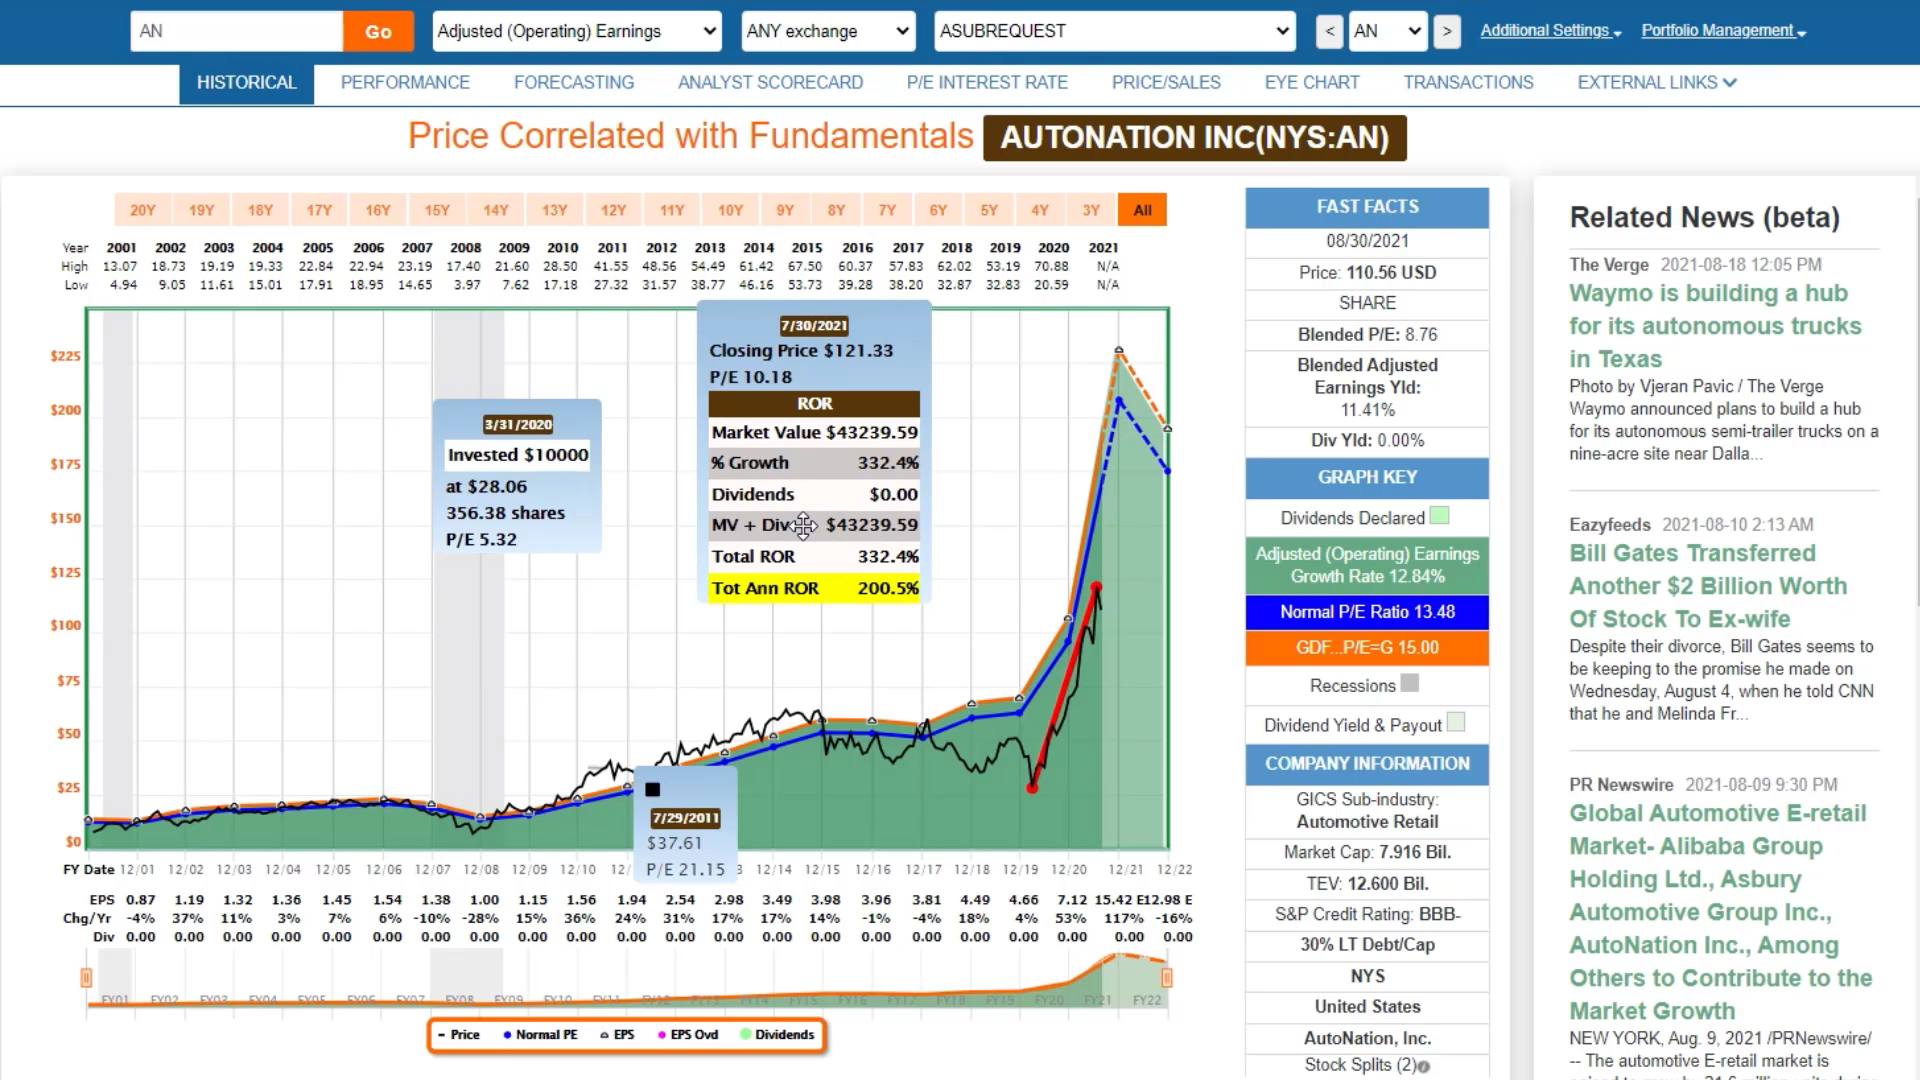 AN Go Adjusted (Operating) Earnings ANY exchange ASUBREQUEST < AN > Additional Settings Portfolio Management
HISTORICAL PERFORMANCE FORECASTING ANALYST SCORECARD P/E INTEREST RATE PRICE/SALES EYE CHART TRANSACTIONS EXTERNAL LINKS
Price Correlated with Fundamentals AUTONATION INC(NYS:AN)
20Y 19Y 18Y 17Y 16Y 15Y 14Y 13Y 12Y 11Y 10Y 9Y 8Y 7Y 6Y 5Y 4Y 3Y All
Year 2001 2002 2003 2004 2005 2006 2007 2008 2009 2010 2011 2012 2013 2014 2015 2016 2017 2018 2019 2020 2021
High 13.07 18.73 19.19 19.33 22.84 22.94 23.19 17.40 21.60 28.50 41.55 48.56 54.49 61.42 67.50 60.37 57.83 62.02 53.19 70.88 N/A
Low 4.94 9.05 11.61 15.01 17.91 18.95 14.65 3.97 7.62 17.18 27.32 31.57 38.77 46.16 53.73 39.28 38.20 32.87 32.83 20.59 N/A
$225
$200
$175
$150
$125
$100
$75
$50
$25
$0
3/31/2020
Invested $10000
at $28.06
356.38 shares
P/E 5.32
7/30/2021
Closing Price $121.33
P/E 10.18
ROR
Market Value $43239.59
% Growth 332.4%
Dividends $0.00
MV + Div $43239.59
Total ROR 332.4%
Tot Ann ROR 200.5%
7/29/2011
$37.61
P/E 21.15
FY Date 12/01 12/02 12/03 12/04 12/05 12/06 12/07 12/08 12/09 12/10 12/ 3 12/14 12/15 12/16 12/17 12/18 12/19 12/20 12/21 12/22
EPS 0.87 1.19 1.32 1.36 1.45 1.54 1.38 1.00 1.15 1.56 1.94 2.54 2.98 3.49 3.98 3.96 3.81 4.49 4.66 7.12 15.42 E 12.98 E
Chg/Yr -4% 37% 11% 3% 7% 6% -10% -28% 15% 36% 24% 31% 17% 17% 14% -1% -4% 18% 4% 53% 117% -16%
Div 0.00 0.00 0.00 0.00 0.00 0.00 0.00 0.00 0.00 0.00 0.00 0.00 0.00 0.00 0.00 0.00 0.00 0.00 0.00 0.00 0.00 0.00
FY01 FY02 FY03 FY04 FY05 FY06 FY07 FY08 FY09 FY10 FY11 FY12 FY13 FY14 FY15 FY16 FY17 FY18 FY19 FY20 FY21 FY22
Price Normal PE EPS EPS Ovd Dividends
FAST FACTS
08/30/2021
Price: 110.56 USD
SHARE
Blended P/E: 8.76
Blended Adjusted
Earnings Yld:
11.41%
Div Yld: 0.00%
GRAPH KEY
Dividends Declared
Adjusted (Operating) Earnings
Growth Rate 12.84%
Normal P/E Ratio 13.48
GDF...P/E=G 15.00
Recessions
Dividend Yield & Payout
COMPANY INFORMATION
GICS Sub-industry:
Automotive Retail
Market Cap: 7.916 Bil.
TEV: 12.600 Bil.
S&P Credit Rating: BBB-
30% LT Debt/Cap
NYS
United States
AutoNation, Inc.
Stock Splits (2)
Related News (beta)
The Verge 2021-08-18 12:05 PM
Waymo is building a hub
for its autonomous trucks
in Texas
Photo by Vjeran Pavic / The Verge
Waymo announced plans to build a hub
for its autonomous semi-trailer trucks on a
nine-acre site near Dalla...
Eazyfeeds 2021-08-10 2:13 AM
Bill Gates Transferred
Another $2 Billion Worth
Of Stock To Ex-wife
Despite their divorce, Bill Gates seems to
be keeping to the promise he made on
Wednesday, August 4, when he told CNN
that he and Melinda Fr...
PR Newswire 2021-08-09 9:30 PM
Global Automotive E-retail
Market- Alibaba Group
Holding Ltd., Asbury
Automotive Group Inc.,
AutoNation Inc., Among
Others to Contribute to the
Market Growth
NEW YORK, Aug. 9, 2021 /PRNewswire/
-- The automotive E-retail market is